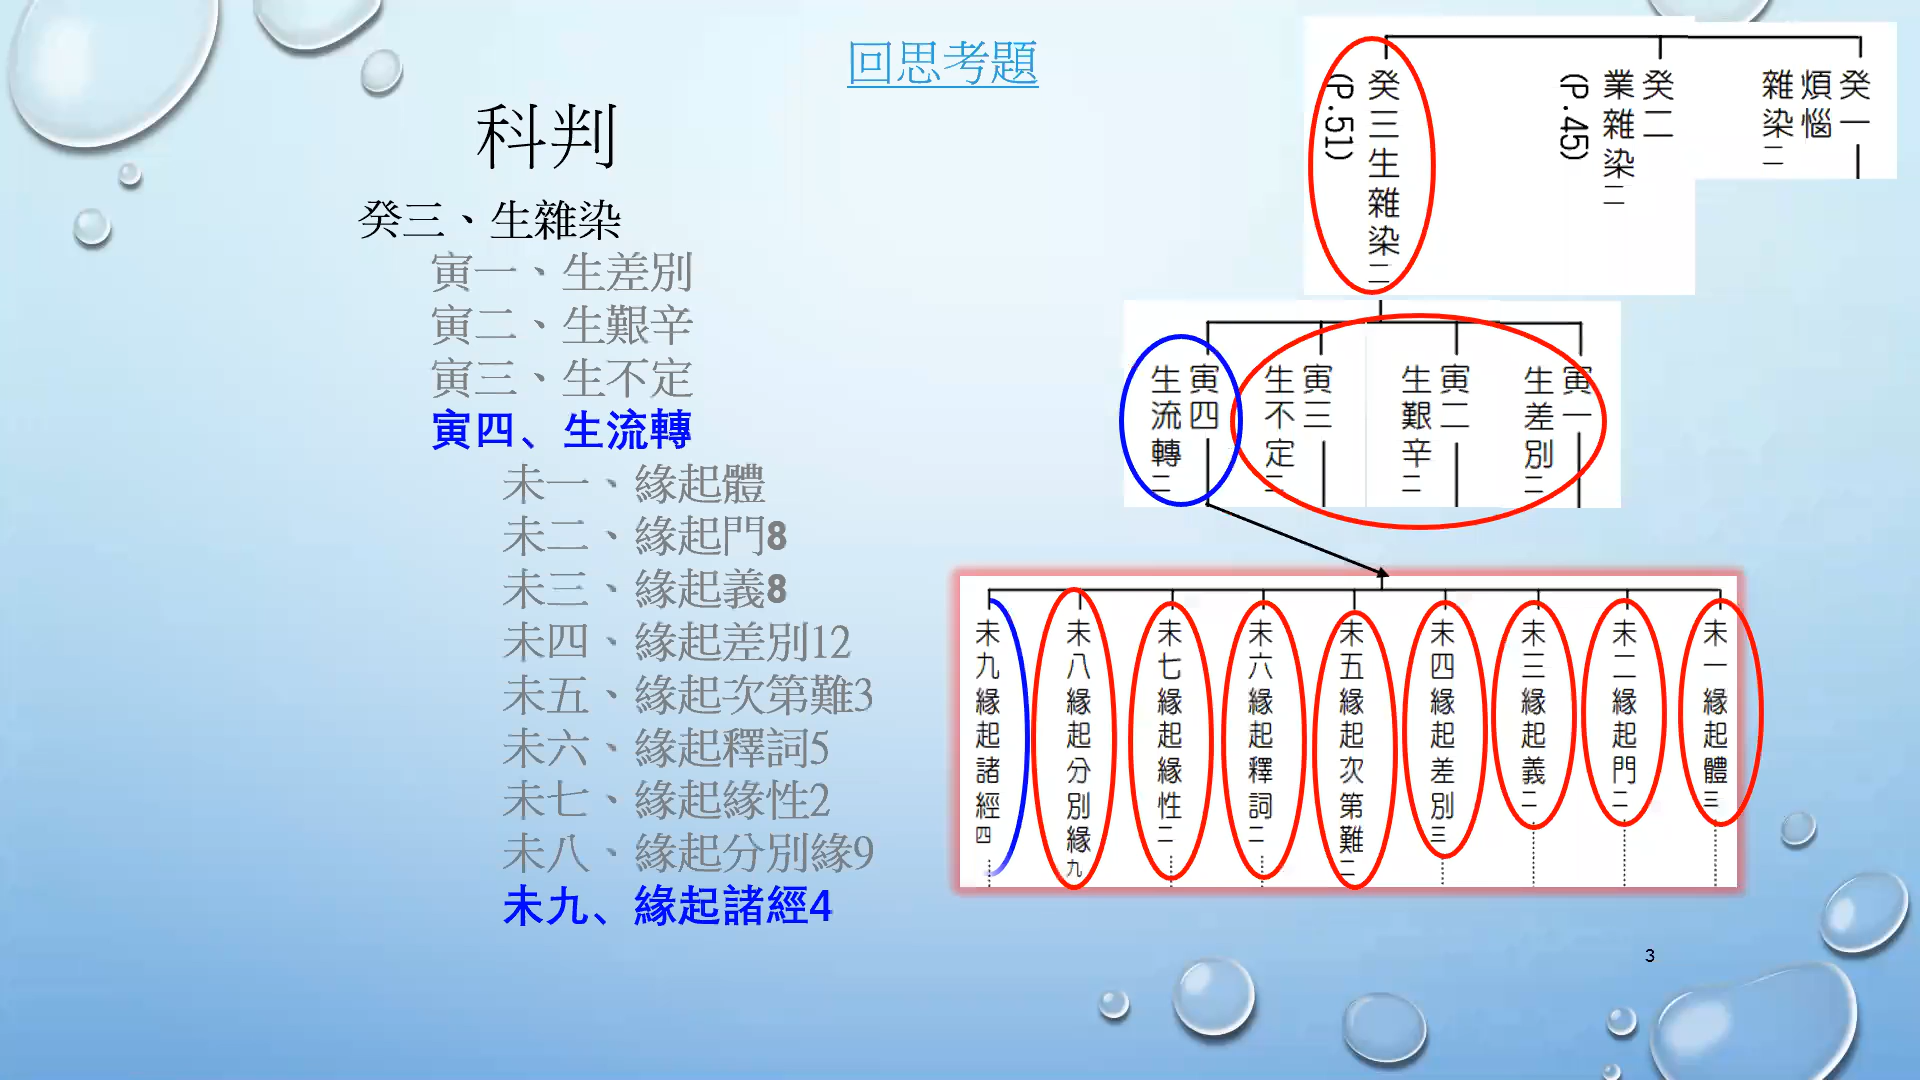 回思考題
科判
癸三、生雜染
寅一、生差別
寅二、生艱辛
寅三、生不定
寅四、生流轉
未一、緣起體
未二、緣起門8
未三、緣起義8
未四、緣起差別12
未五、緣起次第難3
未六、緣起釋詞5
未七、緣起緣性2
未八、緣起分別緣9
未九、緣起諸經4
癸一
煩惱
雜染二
癸二
業雜染二
(P.45)
癸三生雜染二
(P.51)
寅一
生差別二
寅二
生艱辛二
寅三
生不定二
寅四
生流轉二
未一緣起體三
未二緣起門二
未三緣起義二
未四緣起差別三
未五緣起次第難二
未六緣起釋詞二
未七緣起緣性二
未八緣起分別緣九
未九緣起諸經四
3